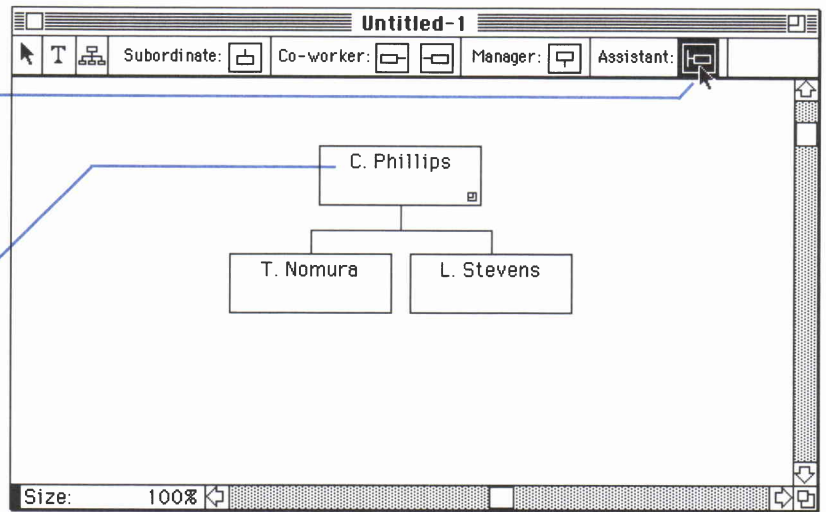 Untitled-1
T Subordinate: Co-worker: Manager: Assistant:
C. Phillips
T. Nomura L. Stevens
Size: 100%